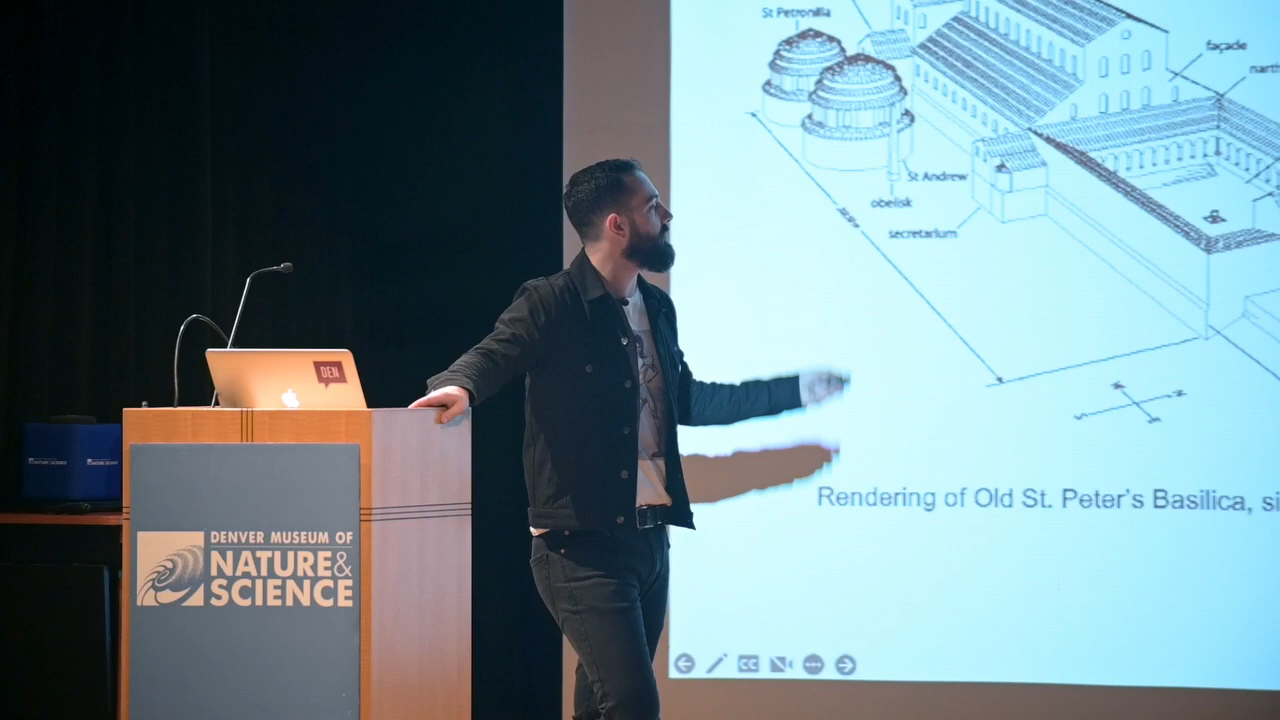 St Petronilla
façade
St Andrew
obelisk
secretarium
DEN
DENVER MUSEUM OF
NATURE &
SCIENCE
Rendering of Old St. Peter's Basilica,
CC